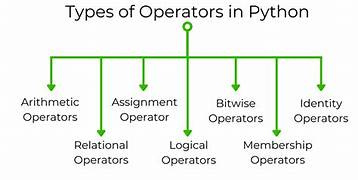 Types of Operators in Python
Arithmetic
Operators
Relational
Operators
Assignment
Operator
Logical
Operators
Bitwise
Operators
Membership
Operators
Identity
Operators